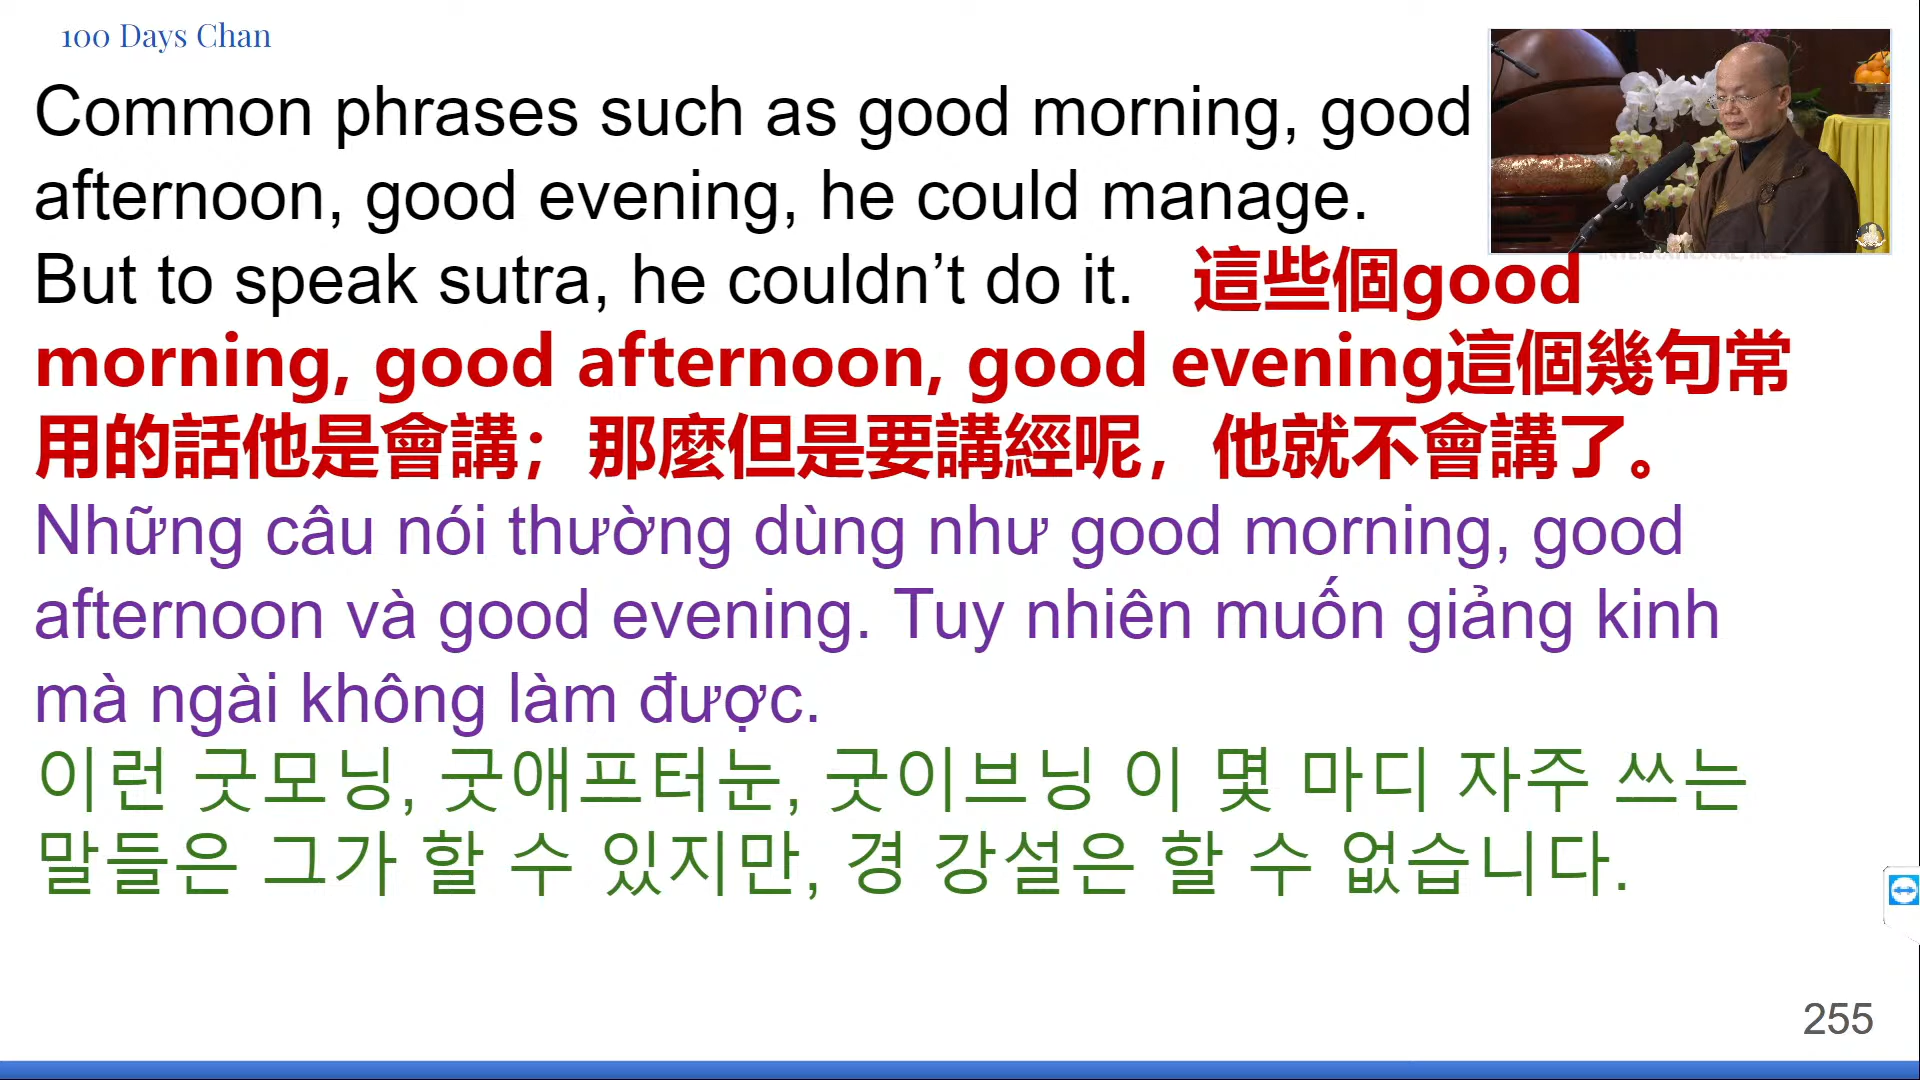 100 Days Chan
Common phrases such as good morning, good
afternoon, good evening, he could manage.
But to speak sutra, he couldn’t do it. 這些個good
morning, good afternoon, good evening這個幾句常
用的話他是會講；那麼但是要講經呢，他就不會講了。
Những câu nói thường dùng như good morning, good
afternoon và good evening. Tuy nhiên muốn giảng kinh
mà ngài không làm được.
이런 굿모닝, 굿애프터눈, 굿이브닝 이 몇 마디 자주 쓰는
말들은 그가 할 수 있지만, 경 강설은 할 수 없습니다.
255